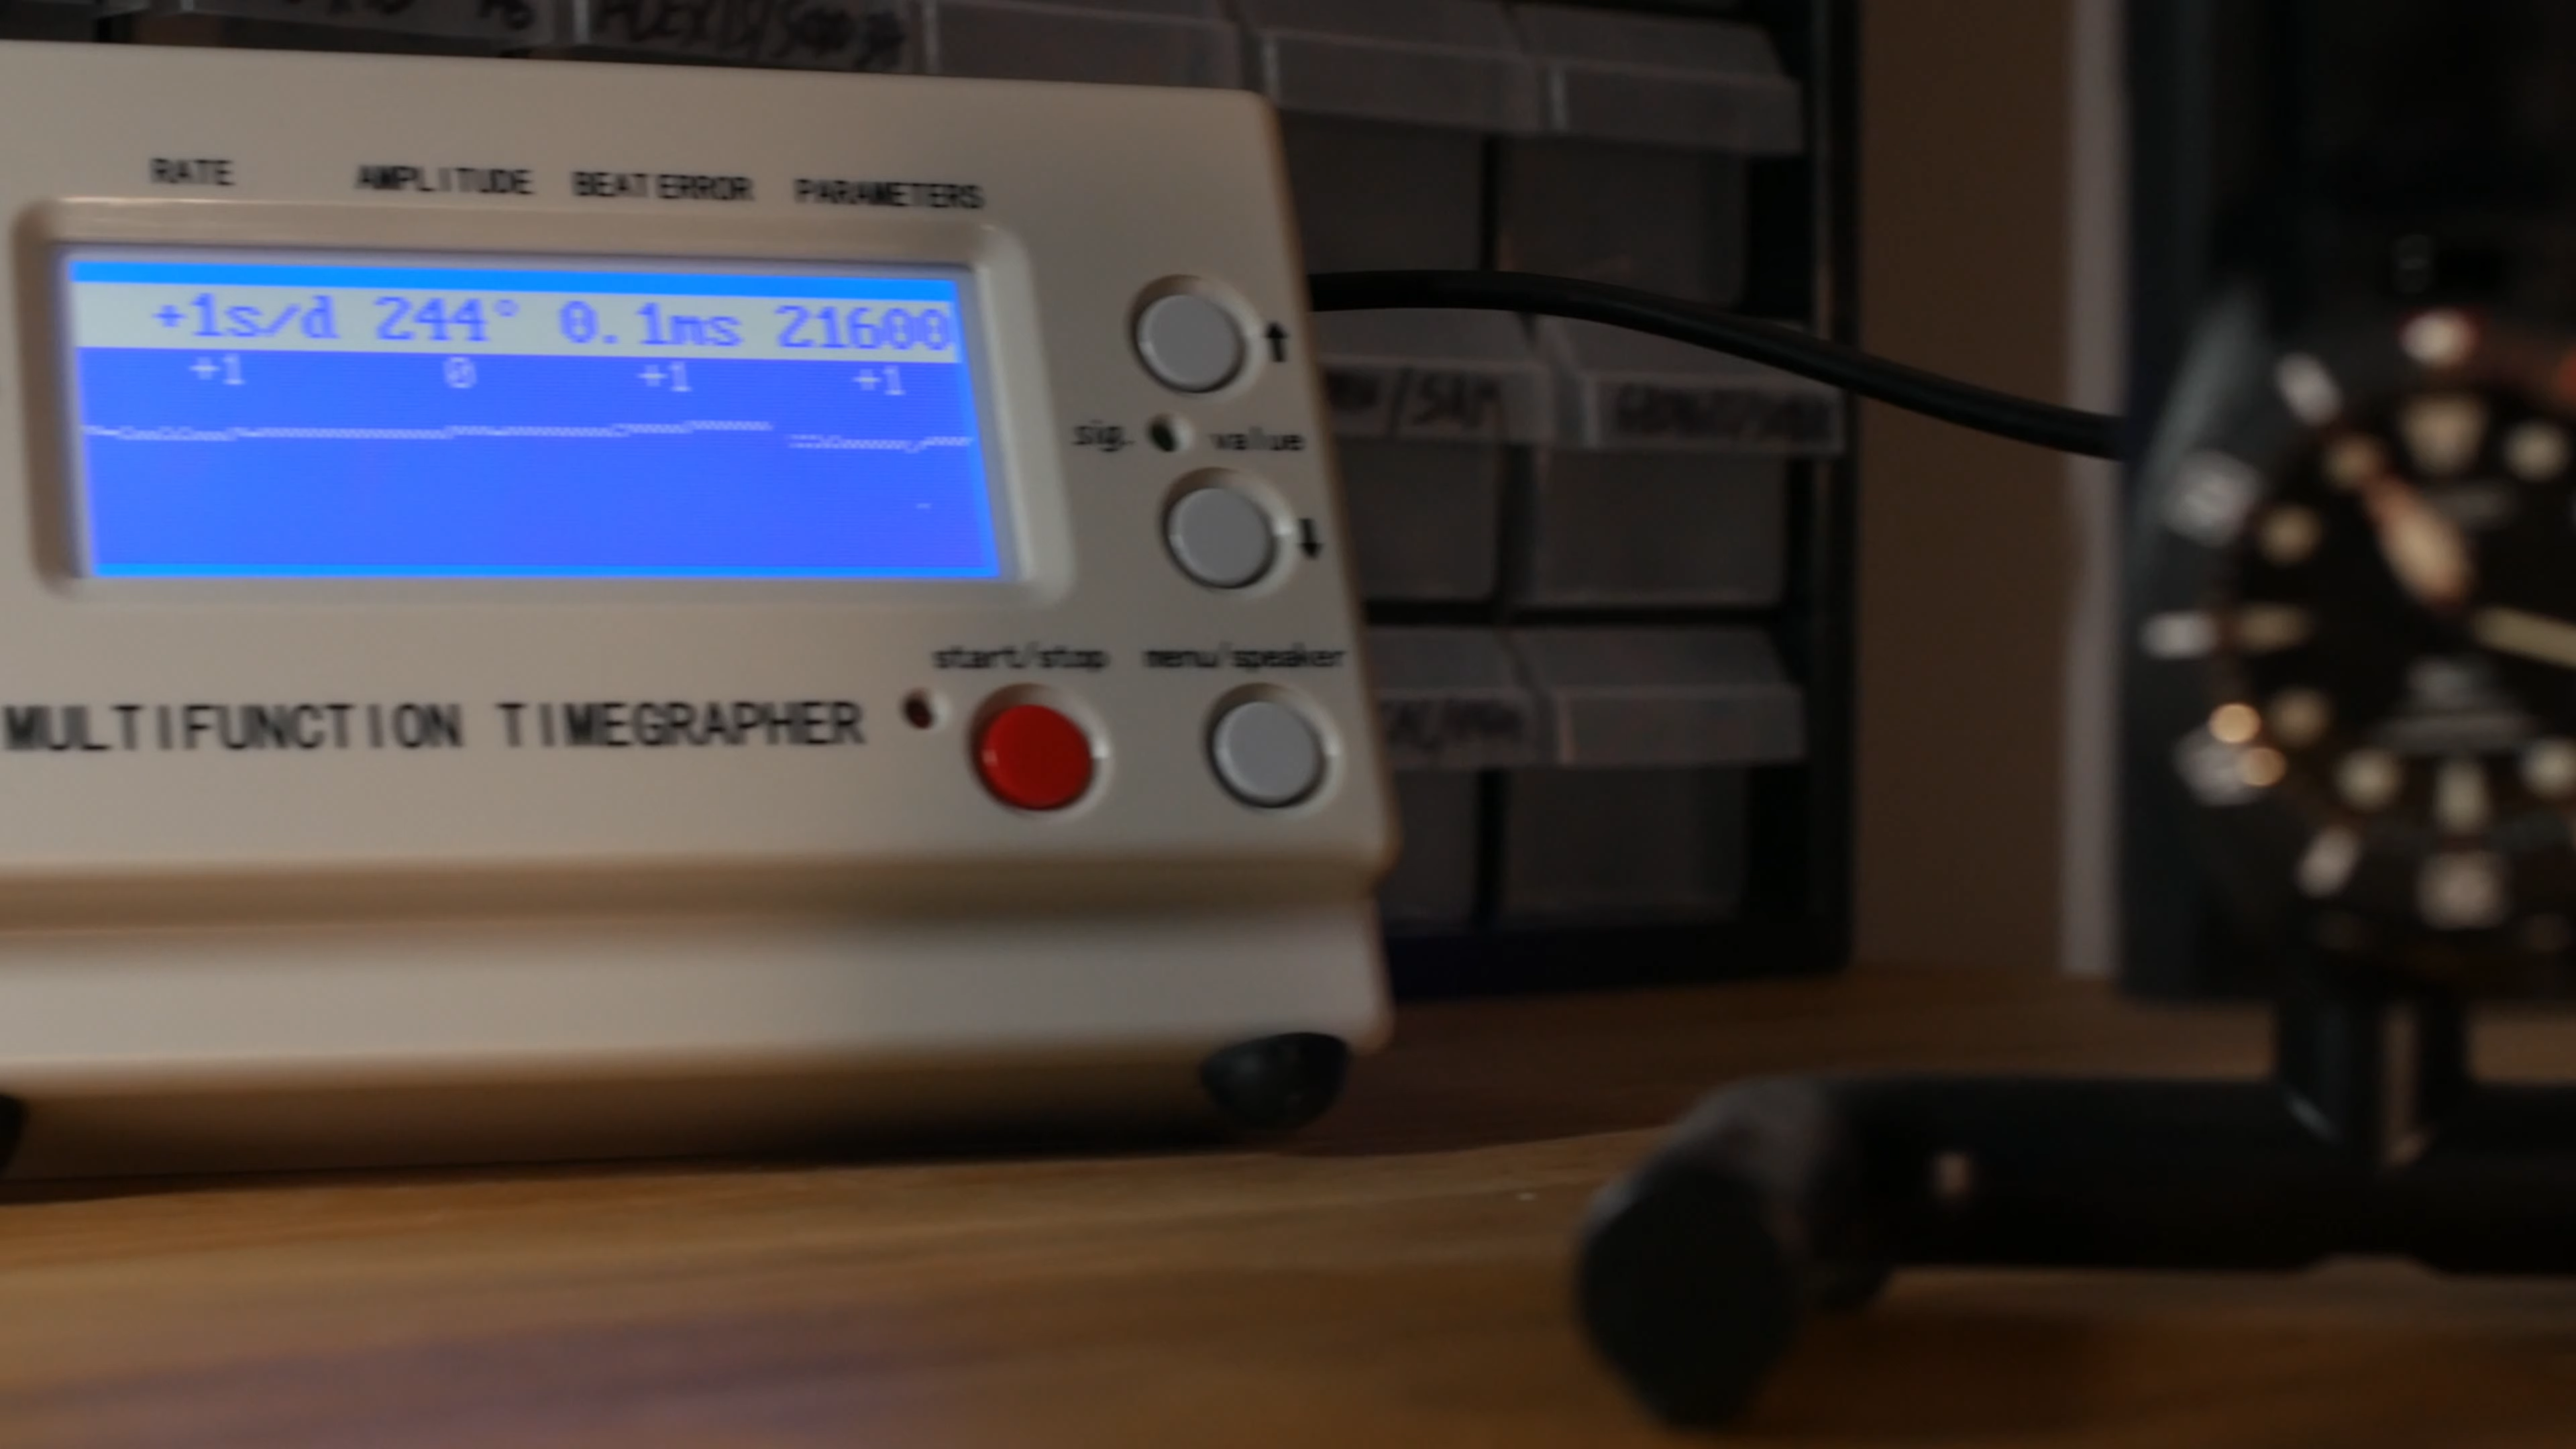 RATE AMPLITUDE BEAT ERROR PARAMETERS
+1s/d 244° 0.1ms 21600
+1 0 +1 +1
sig. value
start/stop menu/speaker
MULTIFUNCTION TIMEGRAPHER